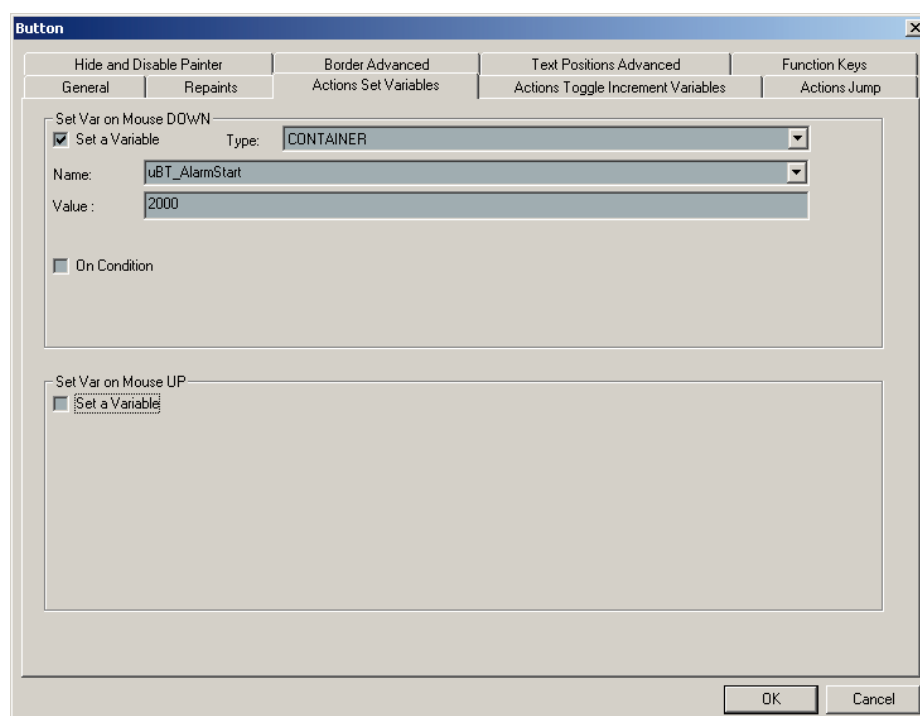 Button
Hide and Disable Painter Border Advanced Text Positions Advanced Function Keys
General Repaints Actions Set Variables Actions Toggle Increment Variables Actions Jump
Set Var on Mouse DOWN
Set a Variable Type: CONTAINER
Name: uBT_AlarmStart
Value : 2000
On Condition
Set Var on Mouse UP
Set a Variable
OK Cancel